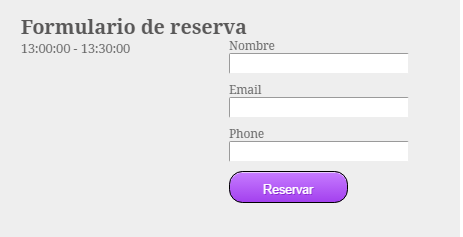 Formulario de reserva
13:00:00 - 13:30:00
Nombre
Email
Phone
Reservar